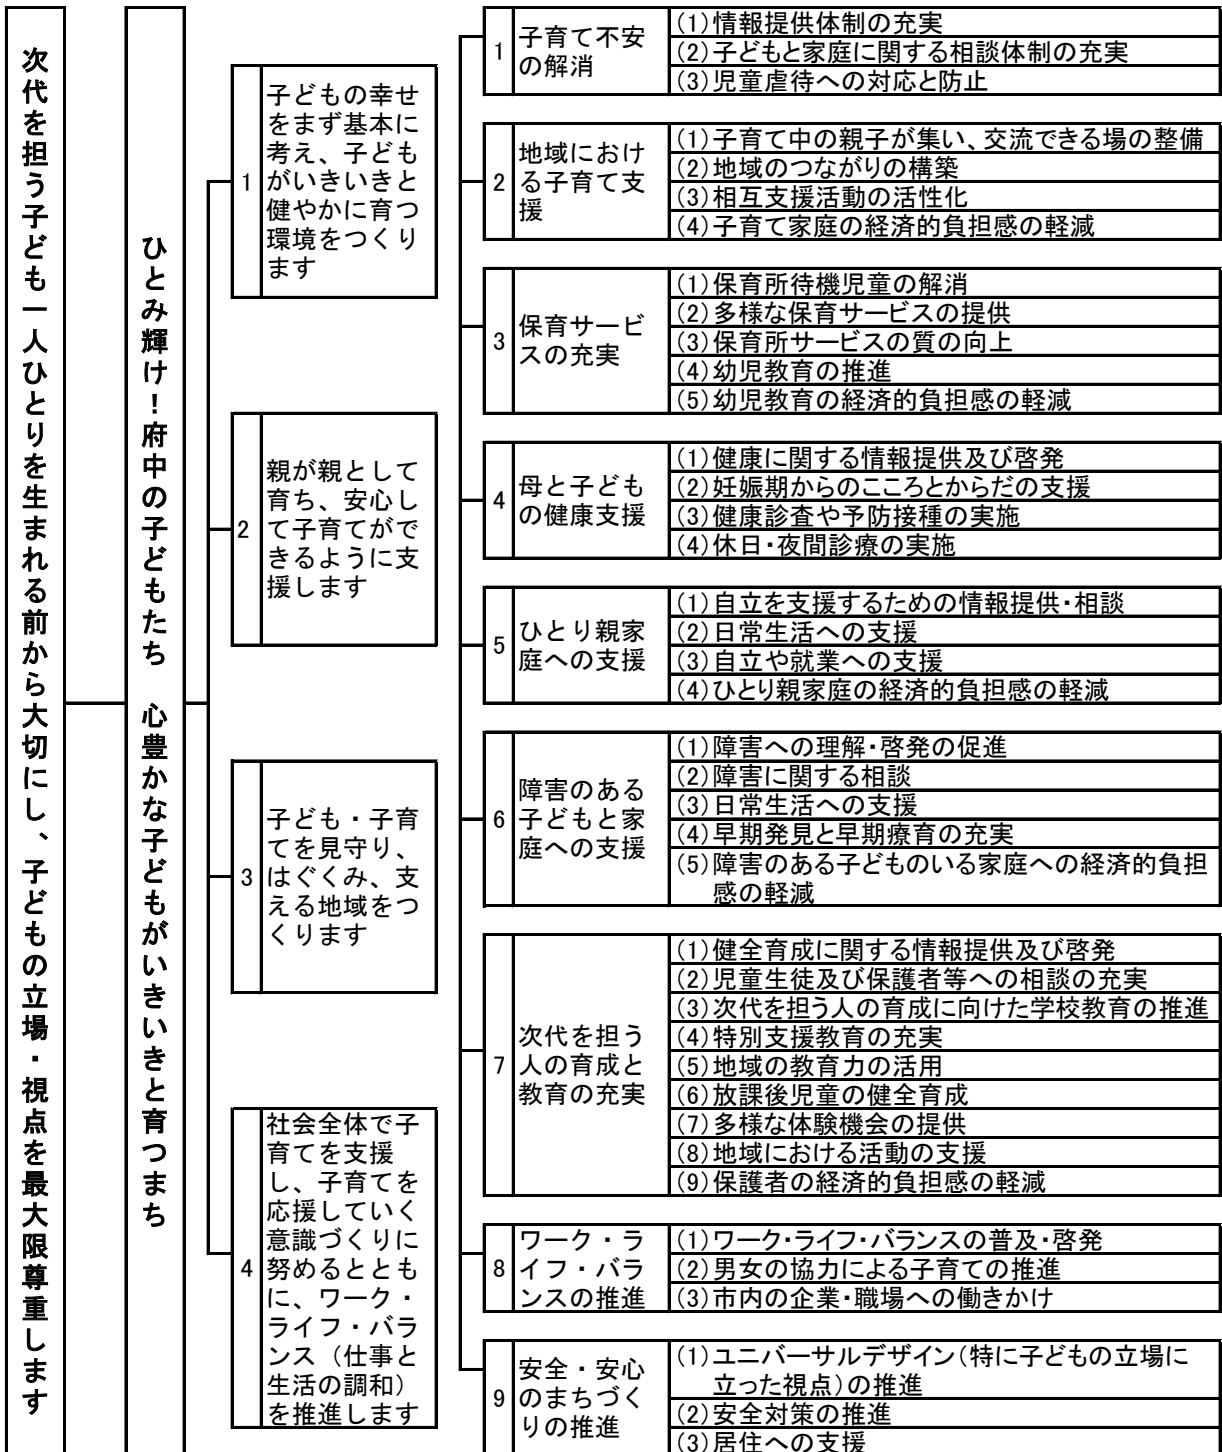 次代を担う子ども一人ひとりを生まれる前から大切にし、子どもの立場・視点を最大限尊重します
ひとみ輝け！府中の子どもたち　心豊かな子どもがいきいきと育つまち
1
子どもの幸せ
をまず基本に
考え、子ども
がいきいきと
健やかに育つ
環境をつくり
ます
2
親が親として
育ち、安心し
て子育てがで
きるように支
援します
3
子ども・子育
てを見守り、
はぐくみ、支
える地域をつ
くります
4
社会全体で子
育てを支援
し、子育てを
応援していく
意識づくりに
努めるととも
に、ワーク・
ライフ・バラ
ンス（仕事と
生活の調和）
を推進します
1
子育て不安
の解消
(1)情報提供体制の充実
(2)子どもと家庭に関する相談体制の充実
(3)児童虐待への対応と防止
2
地域におけ
る子育て支
援
(1)子育て中の親子が集い、交流できる場の整備
(2)地域のつながりの構築
(3)相互支援活動の活性化
(4)子育て家庭の経済的負担感の軽減
3
保育サービ
スの充実
(1)保育所待機児童の解消
(2)多様な保育サービスの提供
(3)保育所サービスの質の向上
(4)幼児教育の推進
(5)幼児教育の経済的負担感の軽減
4
母と子ども
の健康支援
(1)健康に関する情報提供及び啓発
(2)妊娠期からのこころとからだの支援
(3)健康診査や予防接種の実施
(4)休日・夜間診療の実施
5
ひとり親家
庭への支援
(1)自立を支援するための情報提供・相談
(2)日常生活への支援
(3)自立や就業への支援
(4)ひとり親家庭の経済的負担感の軽減
6
障害のある
子どもと家
庭への支援
(1)障害への理解・啓発の促進
(2)障害に関する相談
(3)日常生活への支援
(4)早期発見と早期療育の充実
(5)障害のある子どものいる家庭への経済的負担
感の軽減
7
次代を担う
人の育成と
教育の充実
(1)健全育成に関する情報提供及び啓発
(2)児童生徒及び保護者等への相談の充実
(3)次代を担う人の育成に向けた学校教育の推進
(4)特別支援教育の充実
(5)地域の教育力の活用
(6)放課後児童の健全育成
(7)多様な体験機会の提供
(8)地域における活動の支援
(9)保護者の経済的負担感の軽減
8
ワーク・ラ
イフ・バラ
ンスの推進
(1)ワーク・ライフ・バランスの普及・啓発
(2)男女の協力による子育ての推進
(3)市内の企業・職場への働きかけ
9
安全・安心
のまちづく
りの推進
(1)ユニバーサルデザイン（特に子どもの立場に
立った視点）の推進
(2)安全対策の推進
(3)居住への支援